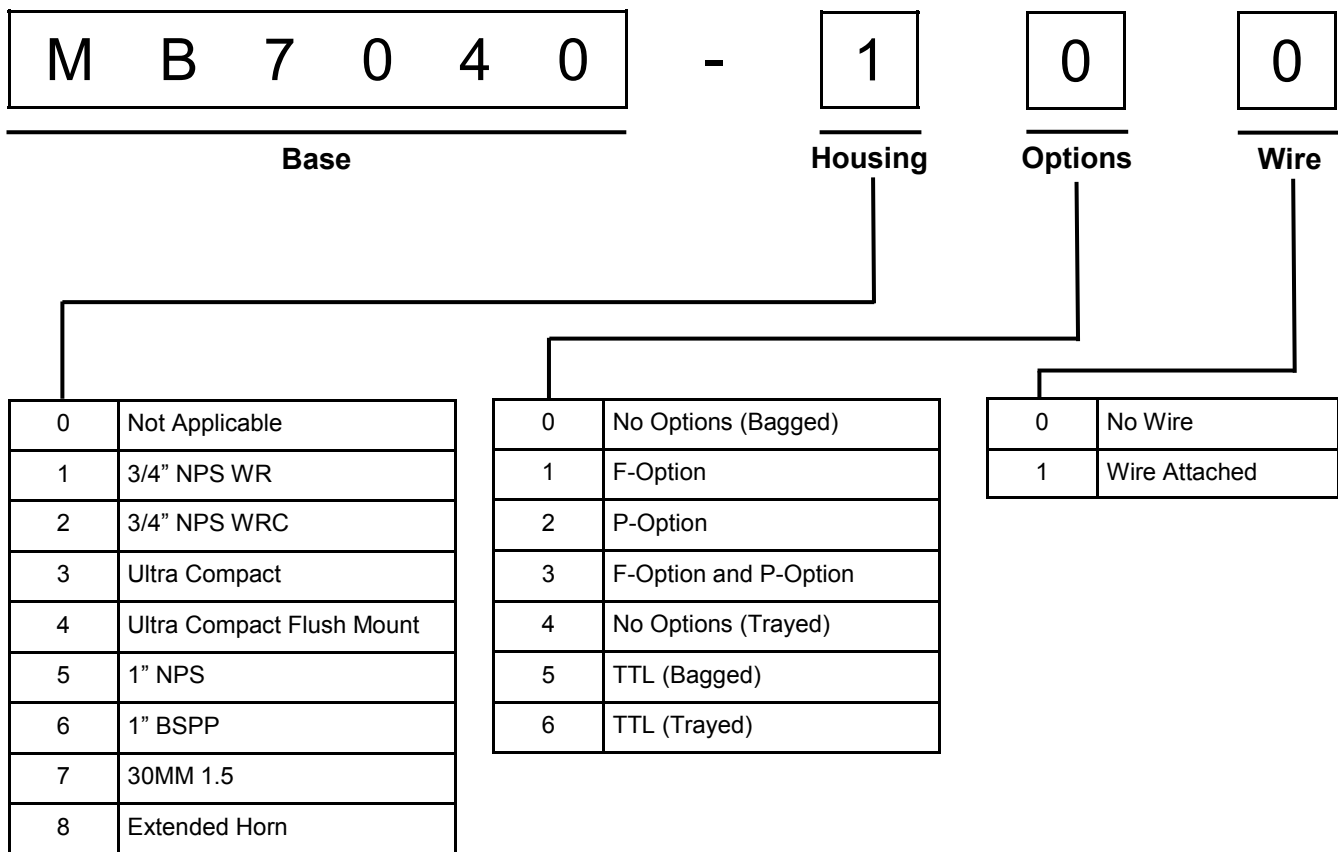 M B 7 0 4 0 - 1 0 0
Base Housing Options Wire
0 Not Applicable
1 3/4” NPS WR
2 3/4” NPS WRC
3 Ultra Compact
4 Ultra Compact Flush Mount
5 1” NPS
6 1” BSPP
7 30MM 1.5
8 Extended Horn
0 No Options (Bagged)
1 F-Option
2 P-Option
3 F-Option and P-Option
4 No Options (Trayed)
5 TTL (Bagged)
6 TTL (Trayed)
0 No Wire
1 Wire Attached